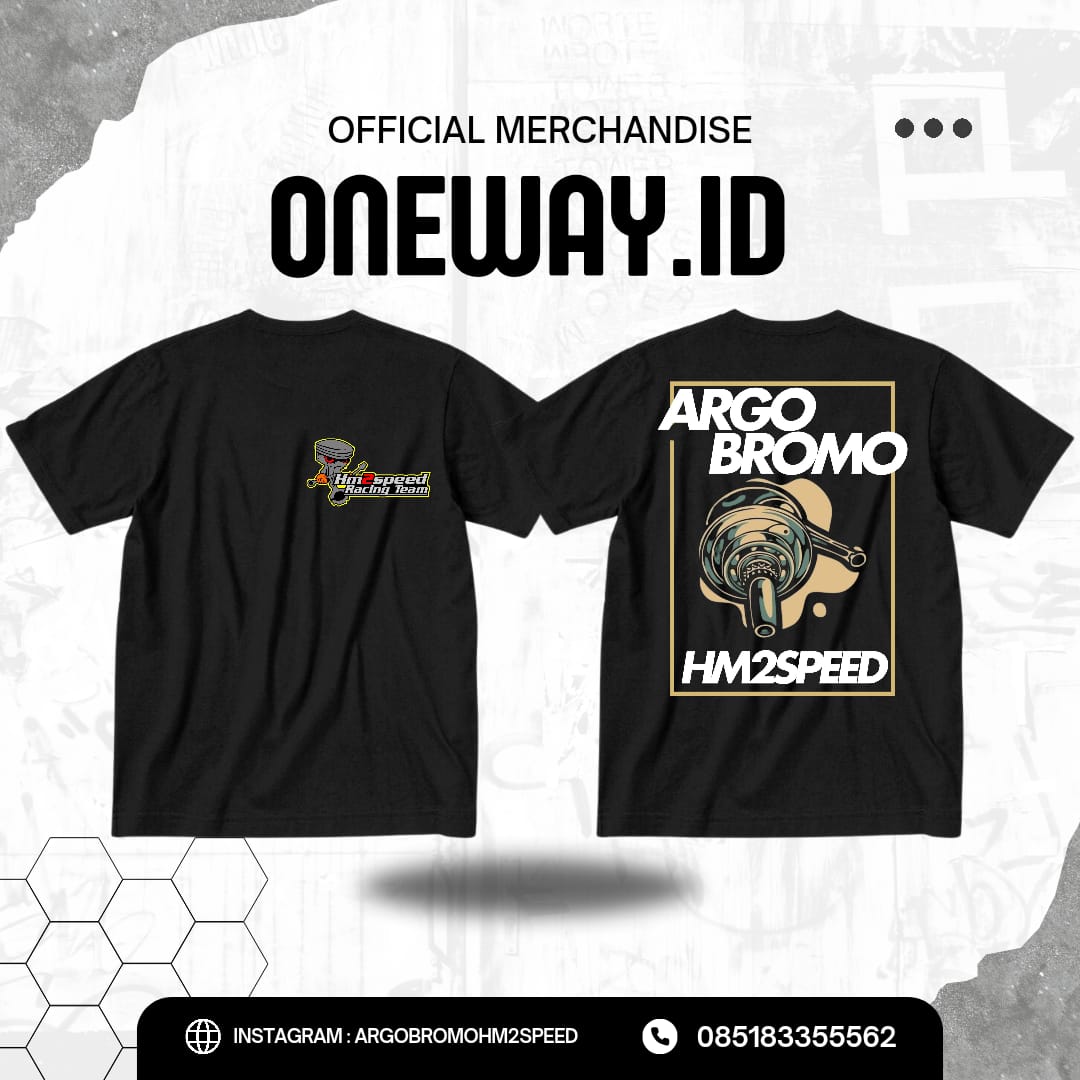 OFFICIAL MERCHANDISE
ONEWAY.ID
Hm2speed
Racing Team
ARGO
BROMO
HM2SPEED
INSTAGRAM : ARGOBROMOHM2SPEED
085183355562